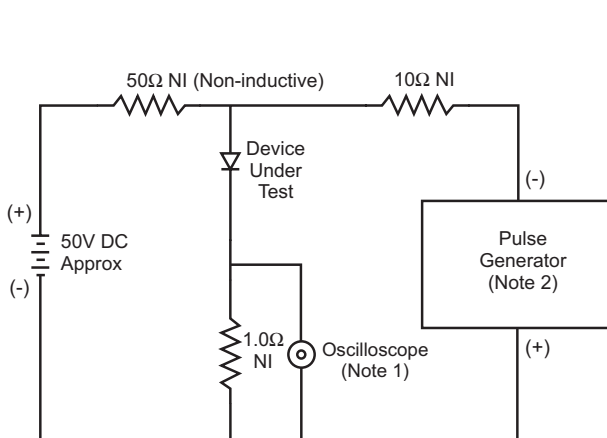 50Ω NI (Non-inductive)
10Ω NI
Device
Under
Test
(-)
(+)
50V DC
Approx
(-)
Pulse
Generator
(Note 2)
1.0Ω
NI
Oscilloscope
(Note 1)
(+)